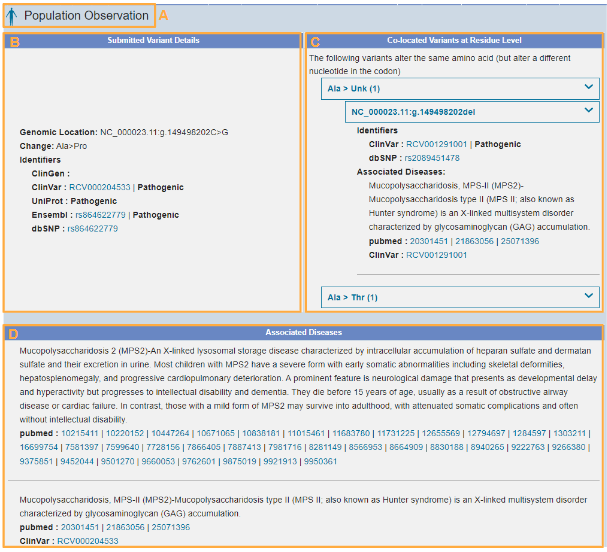 Population Observation
A
B
Submitted Variant Details
Genomic Location: NC_000023.11:g.149498202C>G
Change: Ala>Pro
Identifiers
ClinGen :
ClinVar : RCV000204533 | Pathogenic
UniProt : Pathogenic
Ensembl : rs864622779 | Pathogenic
dbSNP : rs864622779
C
Co-located Variants at Residue Level
The following variants alter the same amino acid (but alter a different
nucleotide in the codon)
Ala > Unk (1)
NC_000023.11:g.149498202del
Identifiers
ClinVar : RCV001291001 | Pathogenic
dbSNP : rs2089451478
Associated Diseases:
Mucopolysaccharidosis, MPS-II (MPS2)-
Mucopolysaccharidosis type II (MPS II; also known as
Hunter syndrome) is an X-linked multisystem disorder
characterized by glycosaminoglycan (GAG) accumulation.
pubmed : 20301451 | 21863056 | 25071396
ClinVar : RCV001291001
Ala > Thr (1)
D
Associated Diseases
Mucopolysaccharidosis 2 (MPS2)-An X-linked lysosomal storage disease characterized by intracellular accumulation of heparan sulfate and dermatan
sulfate and their excretion in urine. Most children with MPS2 have a severe form with early somatic abnormalities including skeletal deformities,
hepatosplenomegaly, and progressive cardiopulmonary deterioration. A prominent feature is neurological damage that presents as developmental delay
and hyperactivity but progresses to intellectual disability and dementia. They die before 15 years of age, usually as a result of obstructive airway
disease or cardiac failure. In contrast, those with a mild form of MPS2 may survive into adulthood, with attenuated somatic complications and often
without intellectual disability.
pubmed : 10215411 | 10220152 | 10447264 | 10671065 | 10838181 | 11015461 | 11683780 | 11731225 | 12655569 | 12794697 | 1284597 | 1303211 |
16699754 | 7581397 | 7599640 | 7728156 | 7866405 | 7887413 | 7981716 | 8281149 | 8566953 | 8664909 | 8830188 | 8940265 | 9222763 | 9266380 |
9375851 | 9452044 | 9501270 | 9660053 | 9762601 | 9875019 | 9921913 | 9950361
Mucopolysaccharidosis, MPS-II (MPS2)-Mucopolysaccharidosis type II (MPS II; also known as Hunter syndrome) is an X-linked multisystem disorder
characterized by glycosaminoglycan (GAG) accumulation.
pubmed : 20301451 | 21863056 | 25071396
ClinVar : RCV000204533